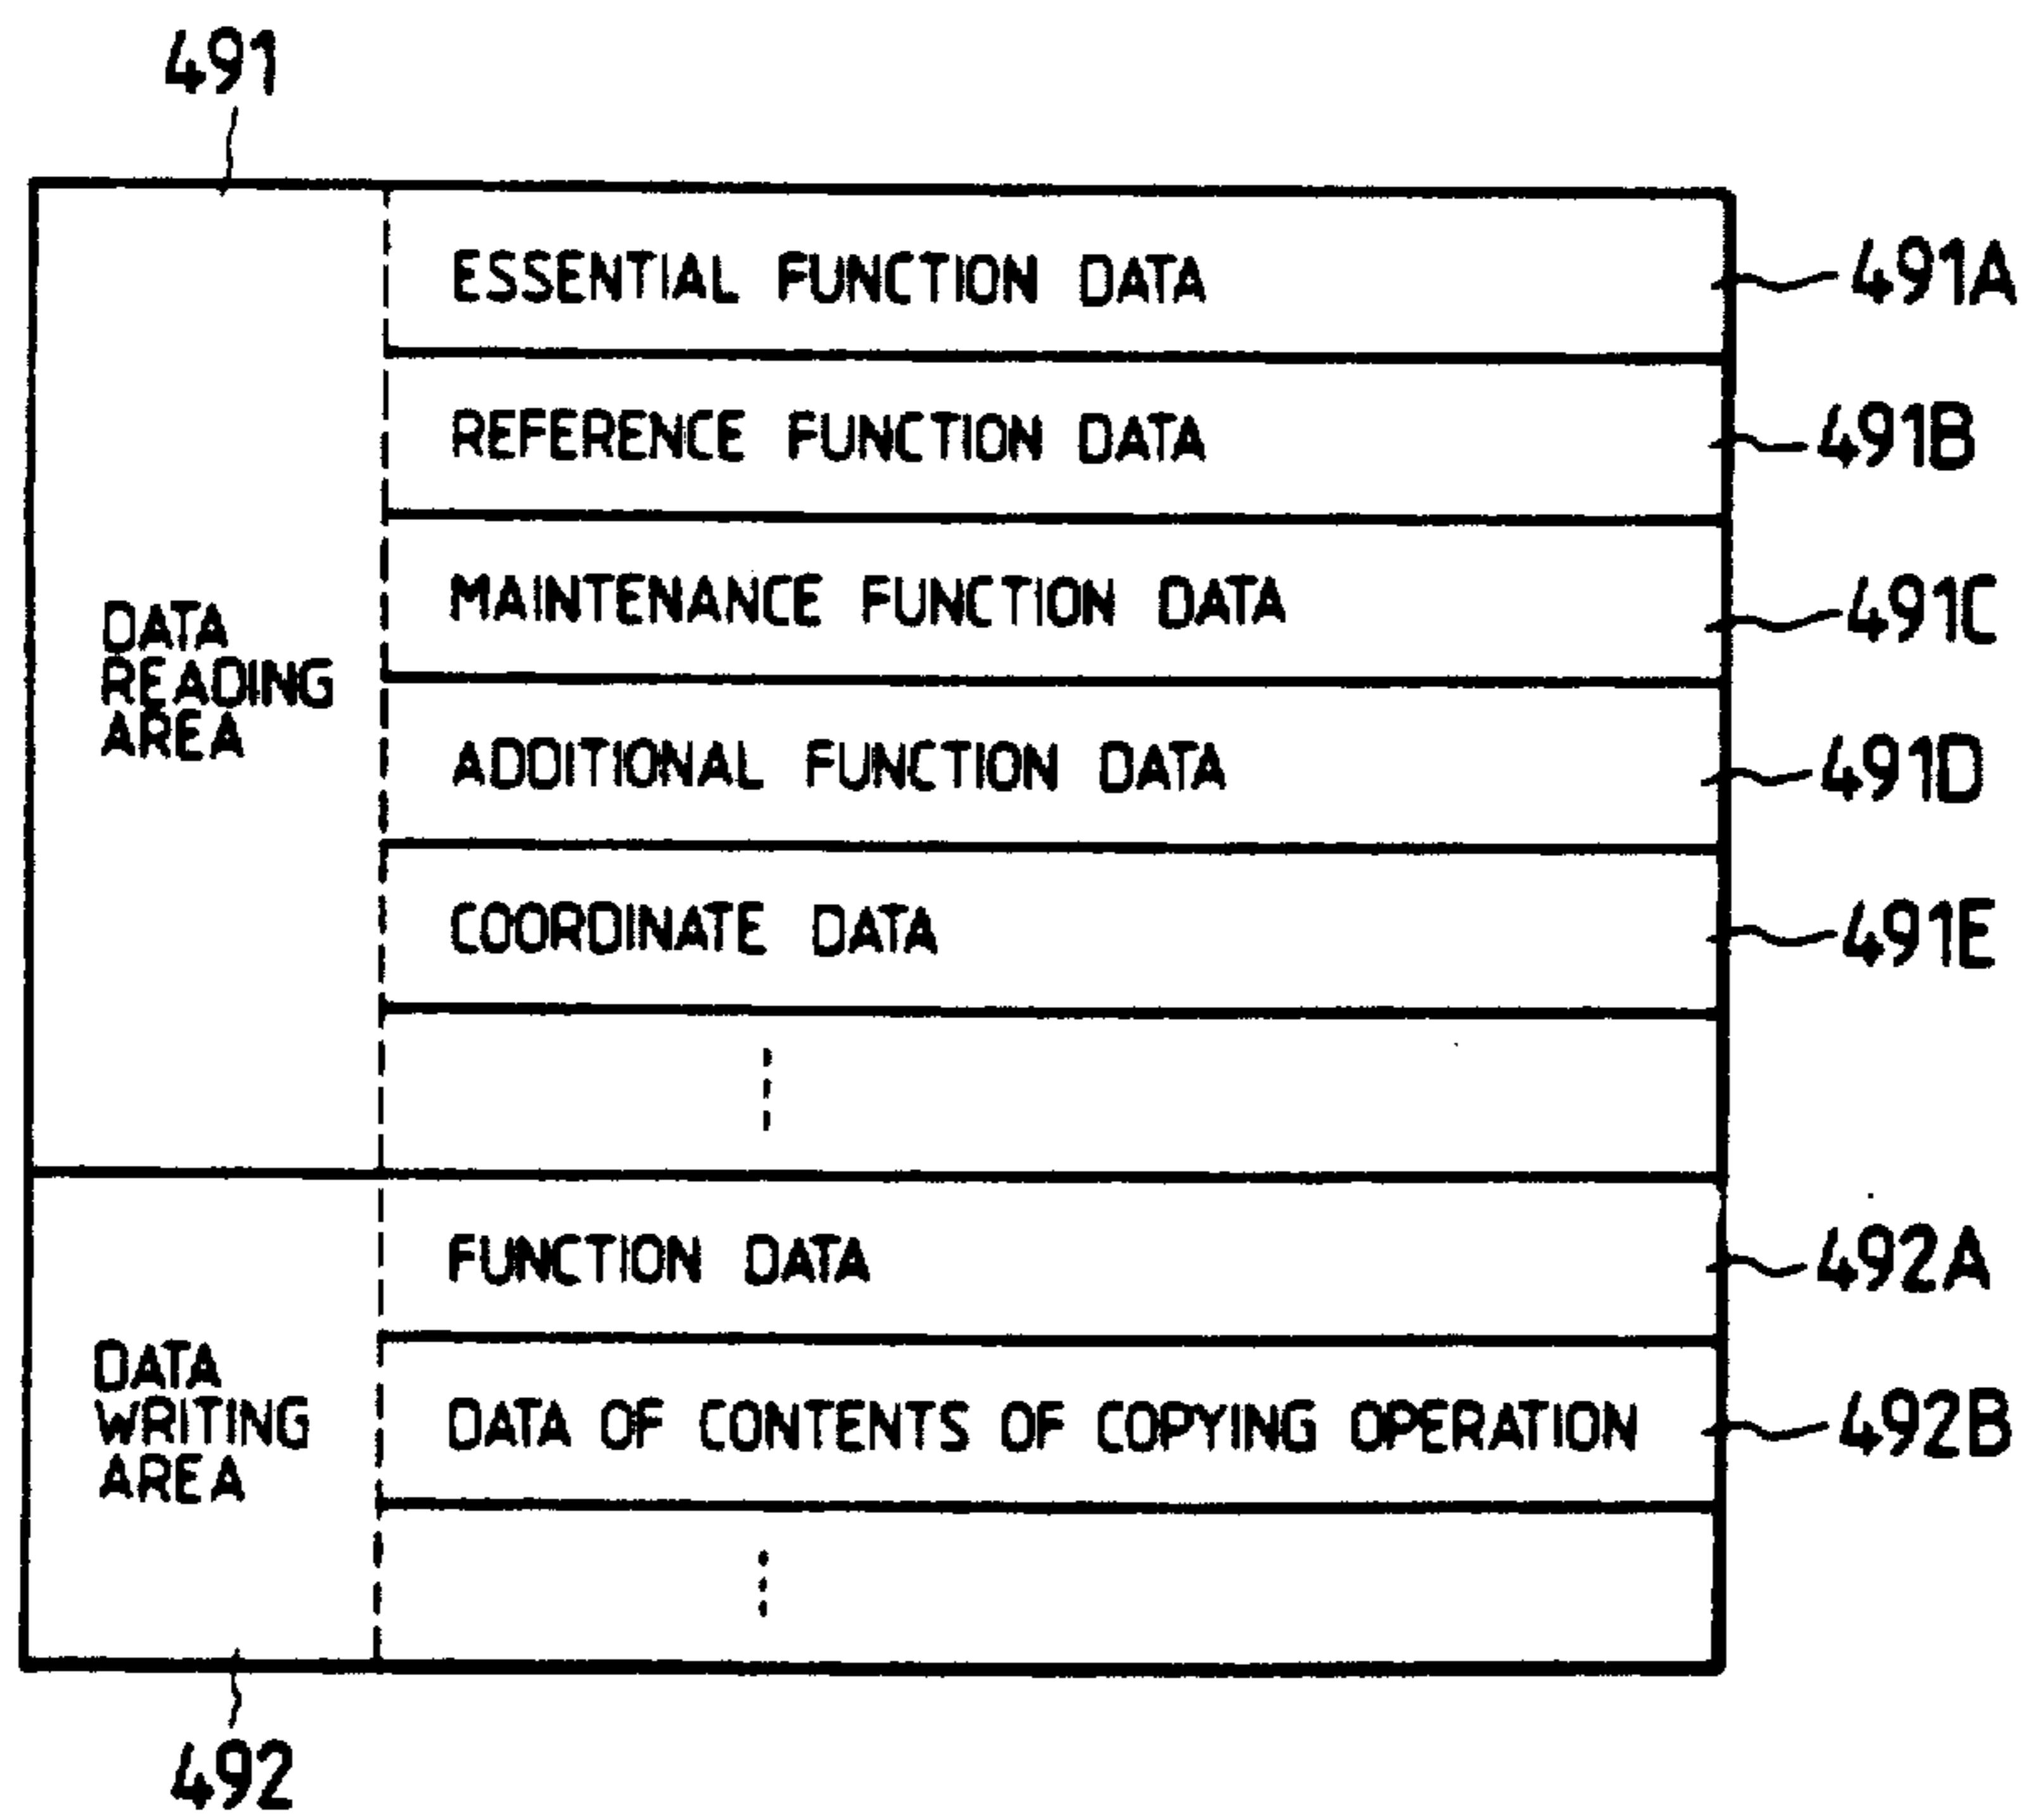 491
ESSENTIAL FUNCTION DATA
491A
REFERENCE FUNCTION DATA
491B
MAINTENANCE FUNCTION DATA
491C
DATA
READING
AREA
ADDITIONAL FUNCTION DATA
491D
COORDINATE DATA
491E
FUNCTION DATA
492A
DATA
WRITING
AREA
DATA OF CONTENTS OF COPYING OPERATION
492B
492